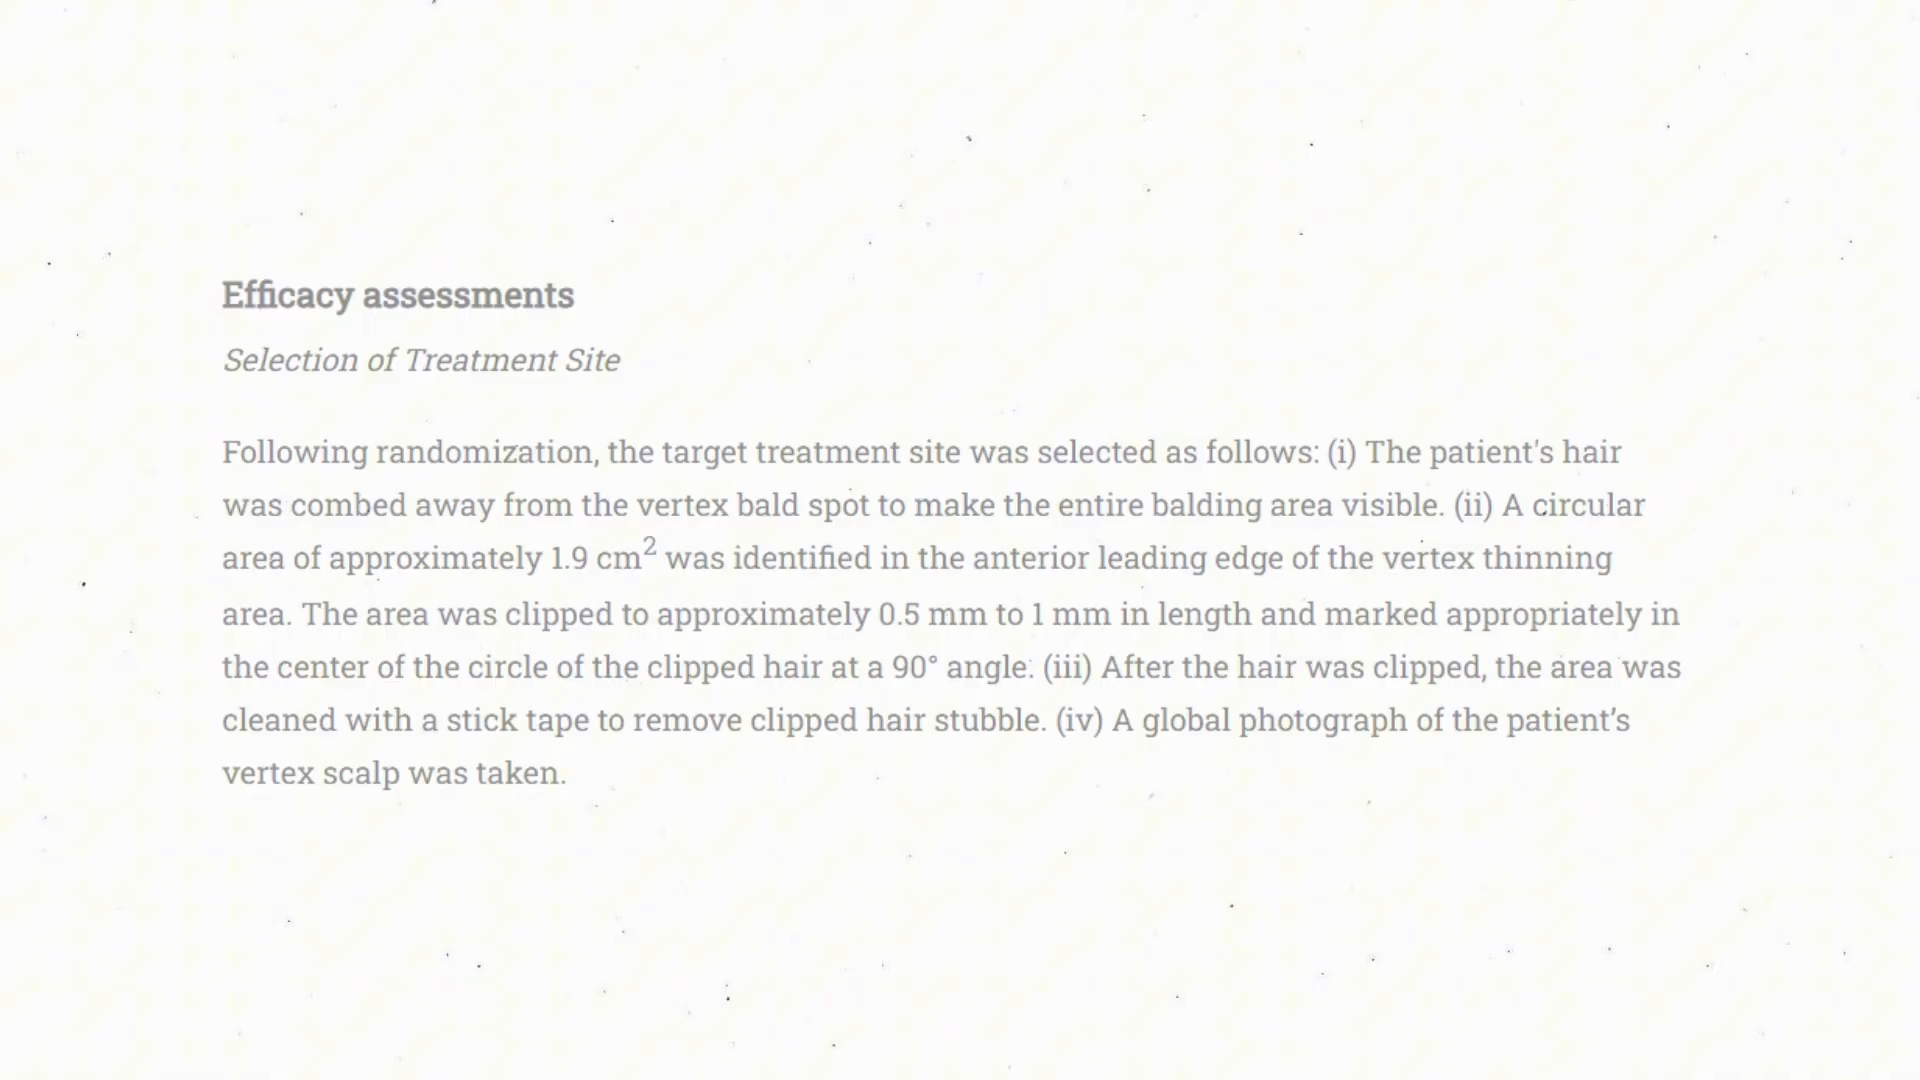 Efficacy assessments
Selection of Treatment Site
Following randomization, the target treatment site was selected as follows: (i) The patient's hair
was combed away from the vertex bald spot to make the entire balding area visible. (ii) A circular
area of approximately 1.9 cm² was identified in the anterior leading edge of the vertex thinning
area. The area was clipped to approximately 0.5 mm to 1 mm in length and marked appropriately in
the center of the circle of the clipped hair at a 90° angle. (iii) After the hair was clipped, the area was
cleaned with a stick tape to remove clipped hair stubble. (iv) A global photograph of the patient’s
vertex scalp was taken.